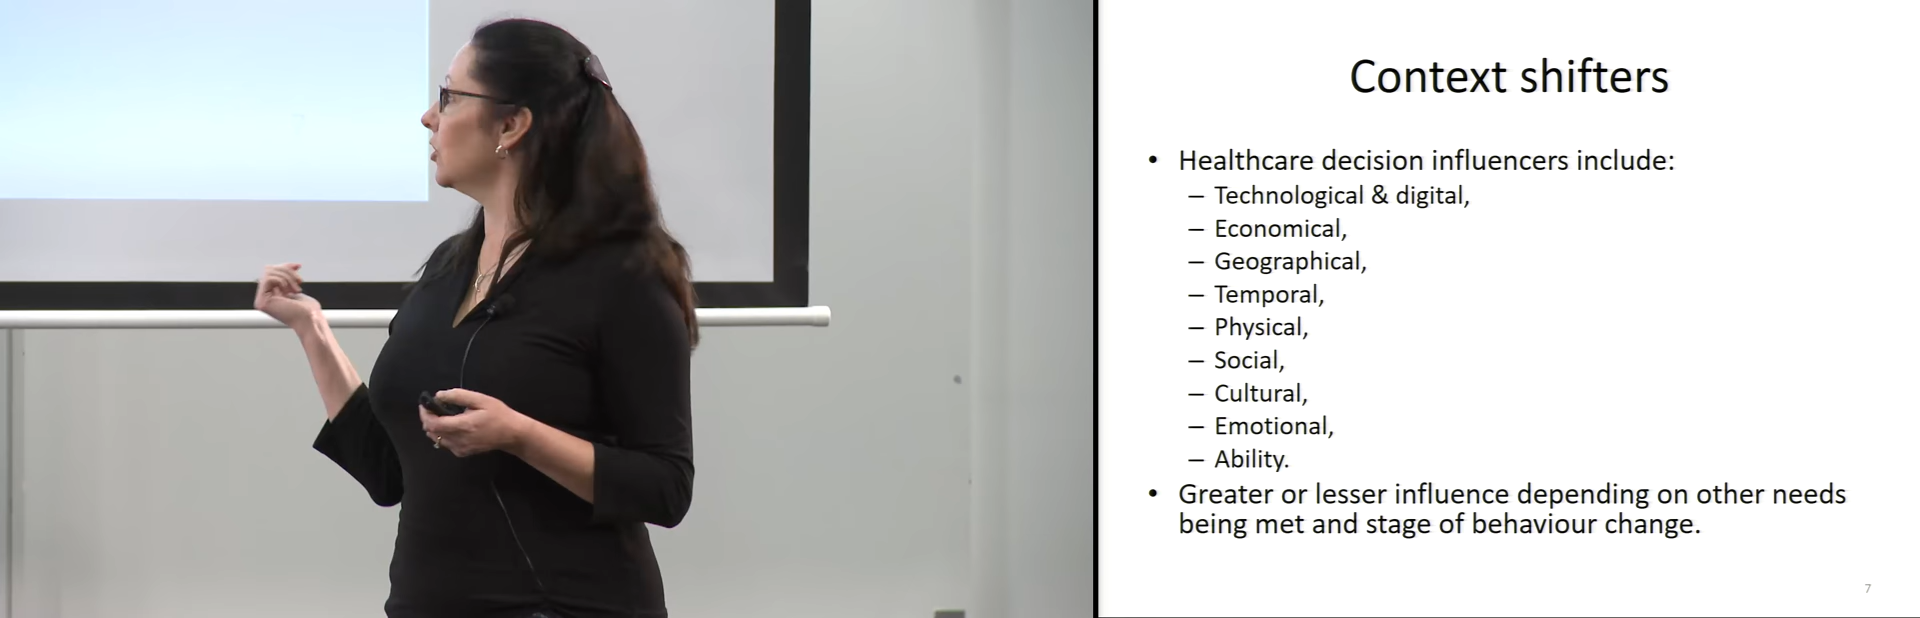 Context shifters
• Healthcare decision influencers include:
– Technological & digital,
– Economical,
– Geographical,
– Temporal,
– Physical,
– Social,
– Cultural,
– Emotional,
– Ability.
• Greater or lesser influence depending on other needs
being met and stage of behaviour change.
7